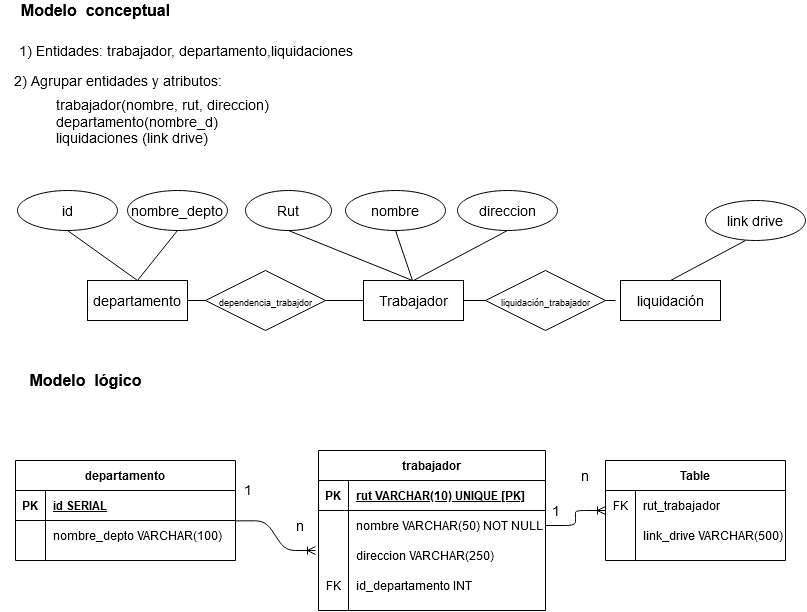 Modelo conceptual
1) Entidades: trabajador, departamento,liquidaciones
2) Agrupar entidades y atributos:
trabajador(nombre, rut, direccion)
departamento(nombre_d)
liquidaciones (link drive)
id
nombre_depto
Rut
nombre
direccion
link drive
departamento
dependencia_trabajdor
Trabajador
liquidación_trabajador
liquidación
Modelo lógico
departamento
PK id SERIAL
nombre_depto VARCHAR(100)
1
n
trabajador
PK rut VARCHAR(10) UNIQUE [PK]
nombre VARCHAR(50) NOT NULL
direccion VARCHAR(250)
FK id_departamento INT
1
n
Table
FK rut_trabajador
link_drive VARCHAR(500)